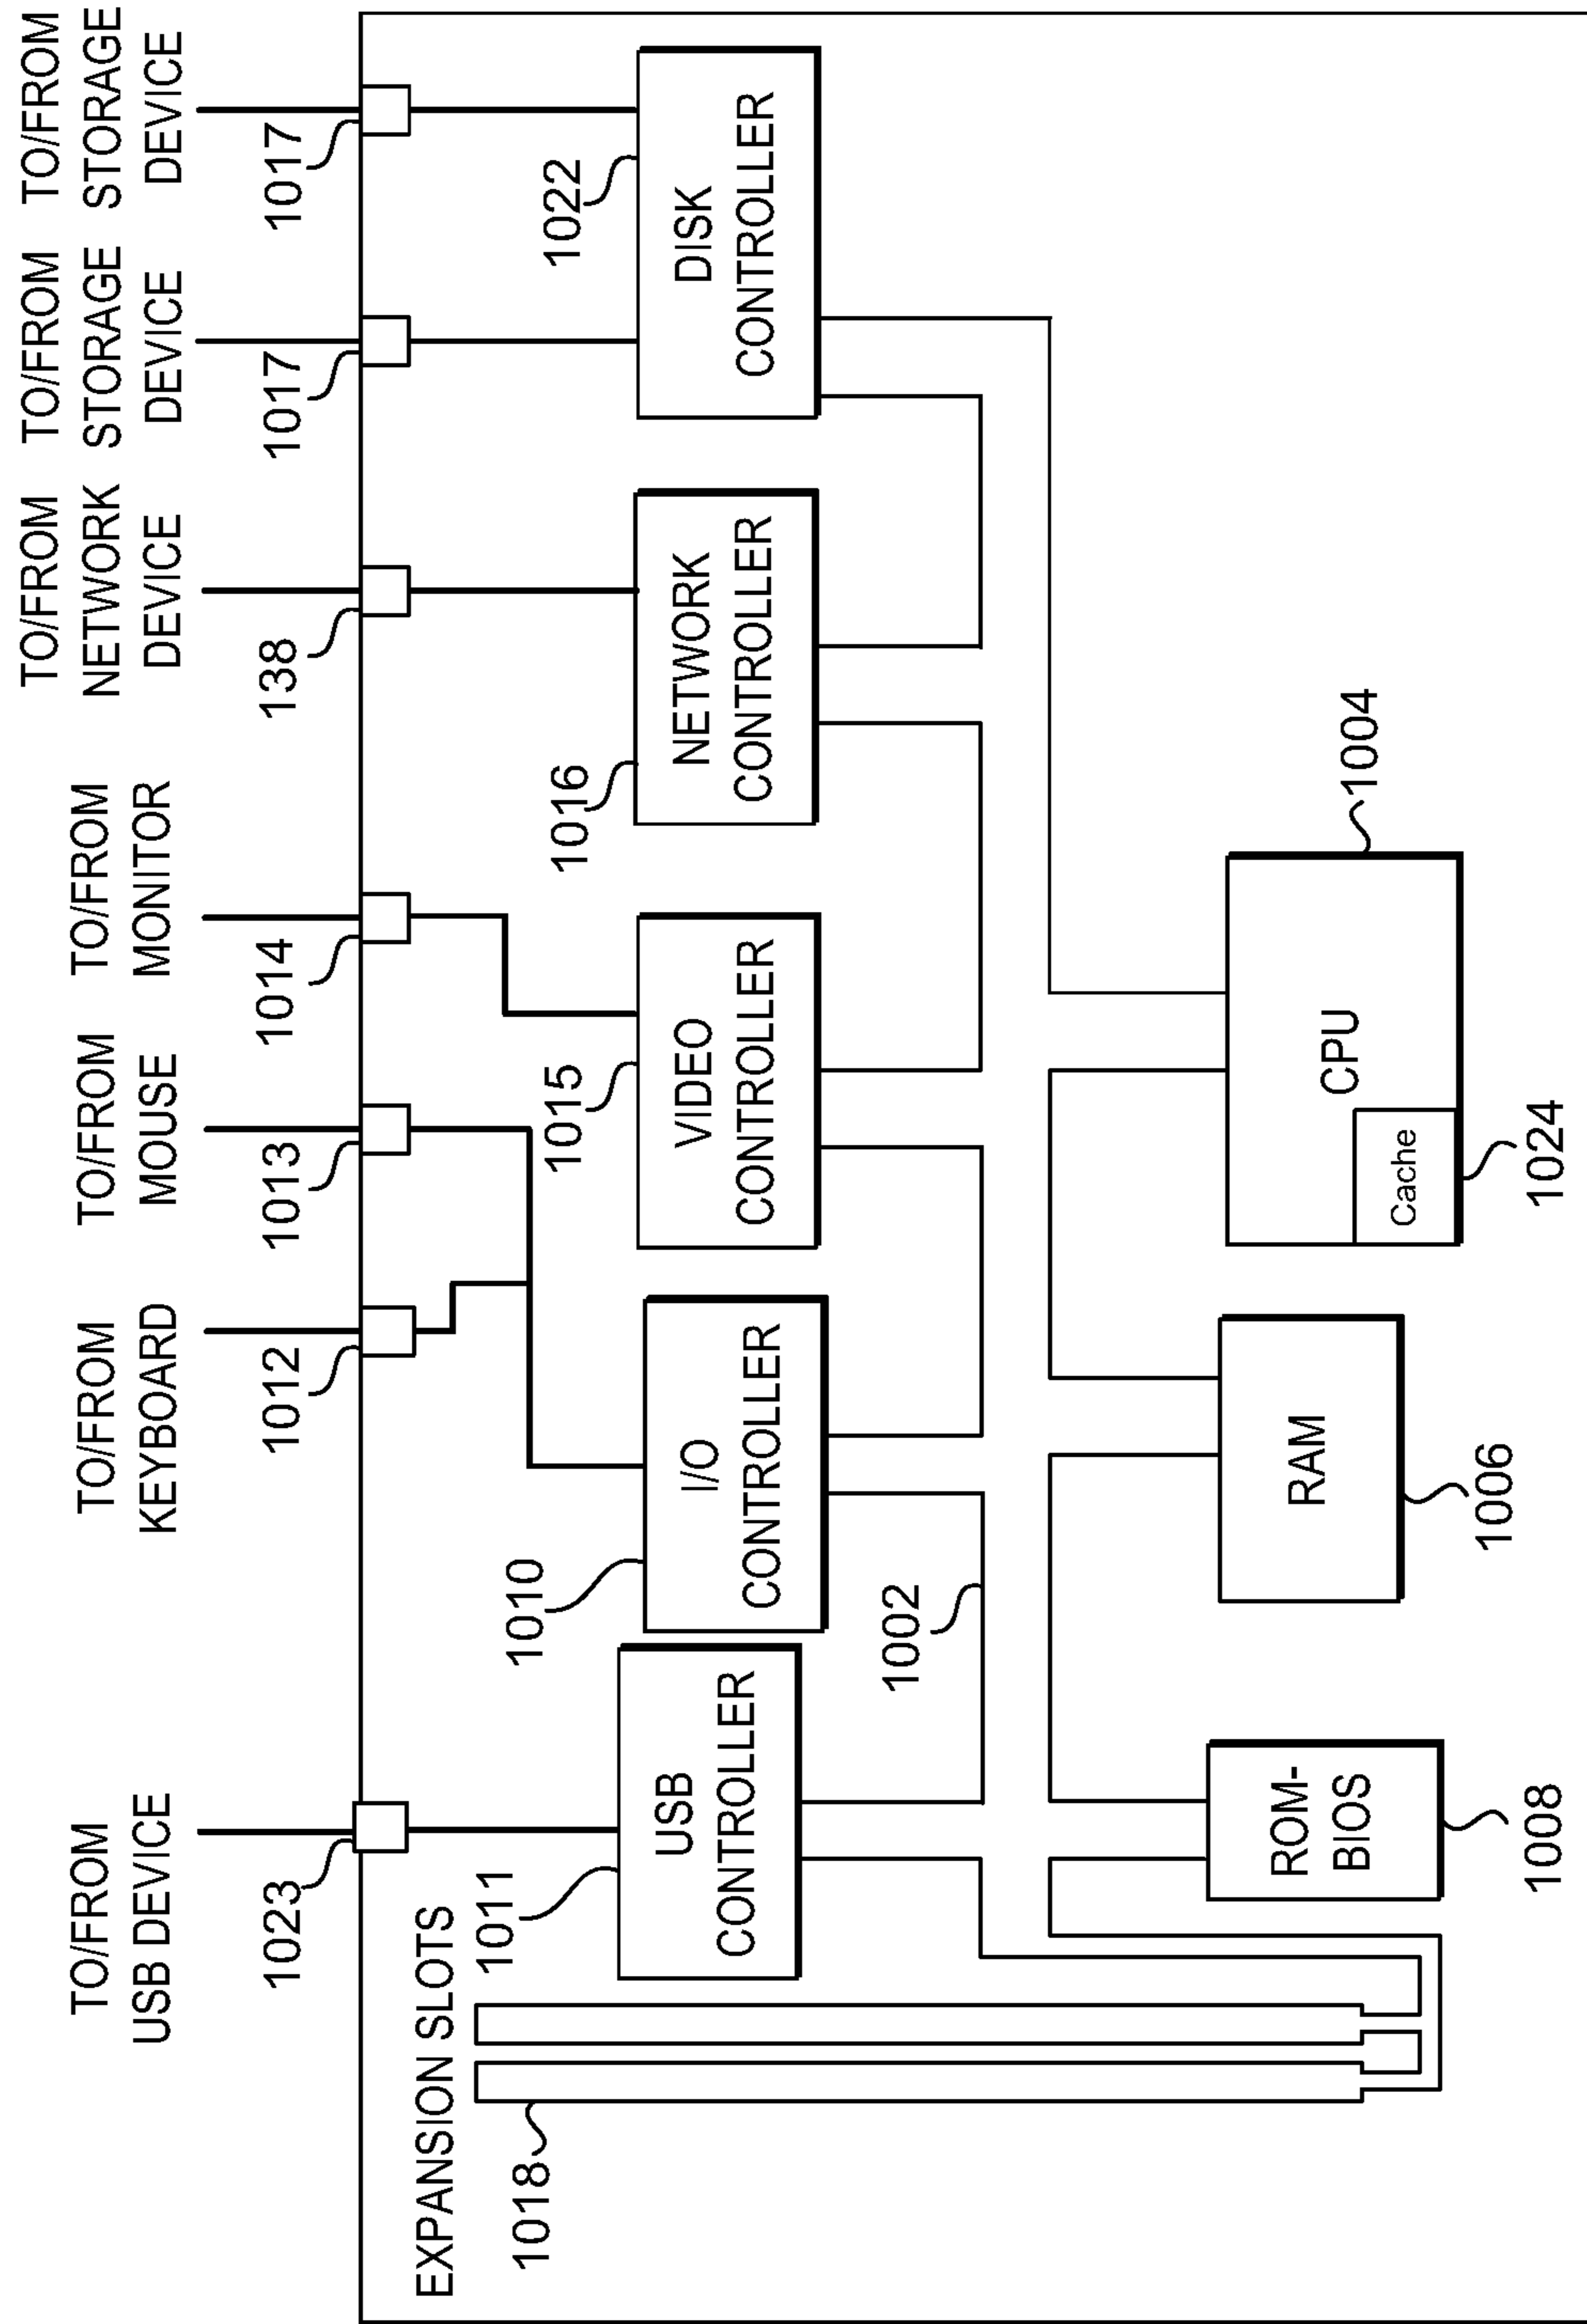 TO/FROM
USB DEVICE
TO/FROM
KEYBOARD
TO/FROM
MOUSE
TO/FROM
MONITOR
TO/FROM
NETWORK
DEVICE
TO/FROM
STORAGE
DEVICE
TO/FROM
STORAGE
DEVICE
1023
1012
1013
1014
138
1017
1017
EXPANSION SLOTS
1018
1011
USB
CONTROLLER
1010
I/O
CONTROLLER
1015
VIDEO
CONTROLLER
1016
NETWORK
CONTROLLER
1022
DISK
CONTROLLER
1002
ROM-
BIOS
1008
RAM
1006
CPU
1004
Cache
1024